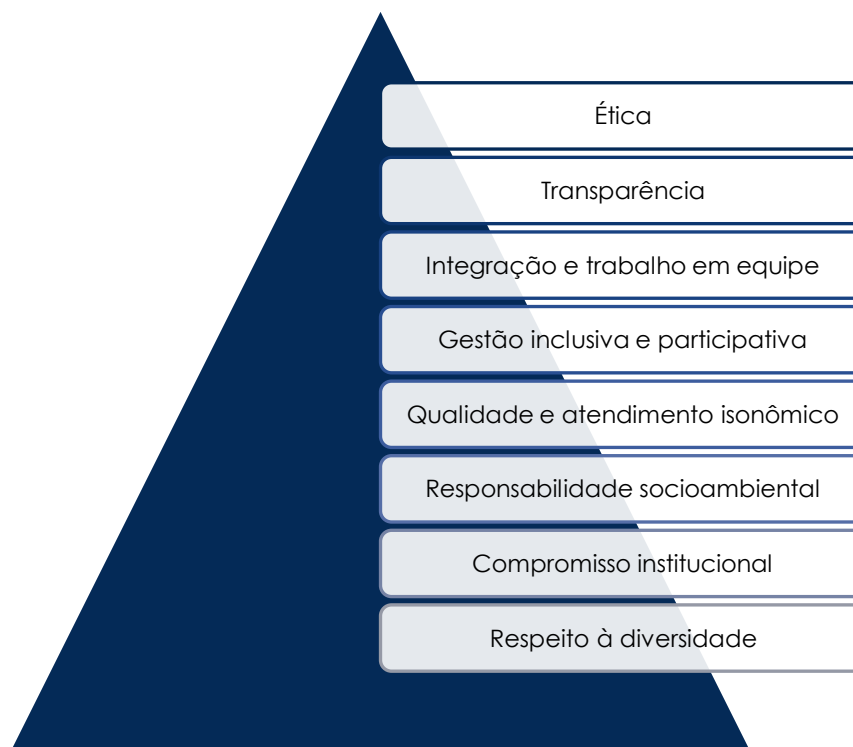 Ética
Transparência
Integração e trabalho em equipe
Gestão inclusiva e participativa
Qualidade e atendimento isonômico
Responsabilidade socioambiental
Compromisso institucional
Respeito à diversidade